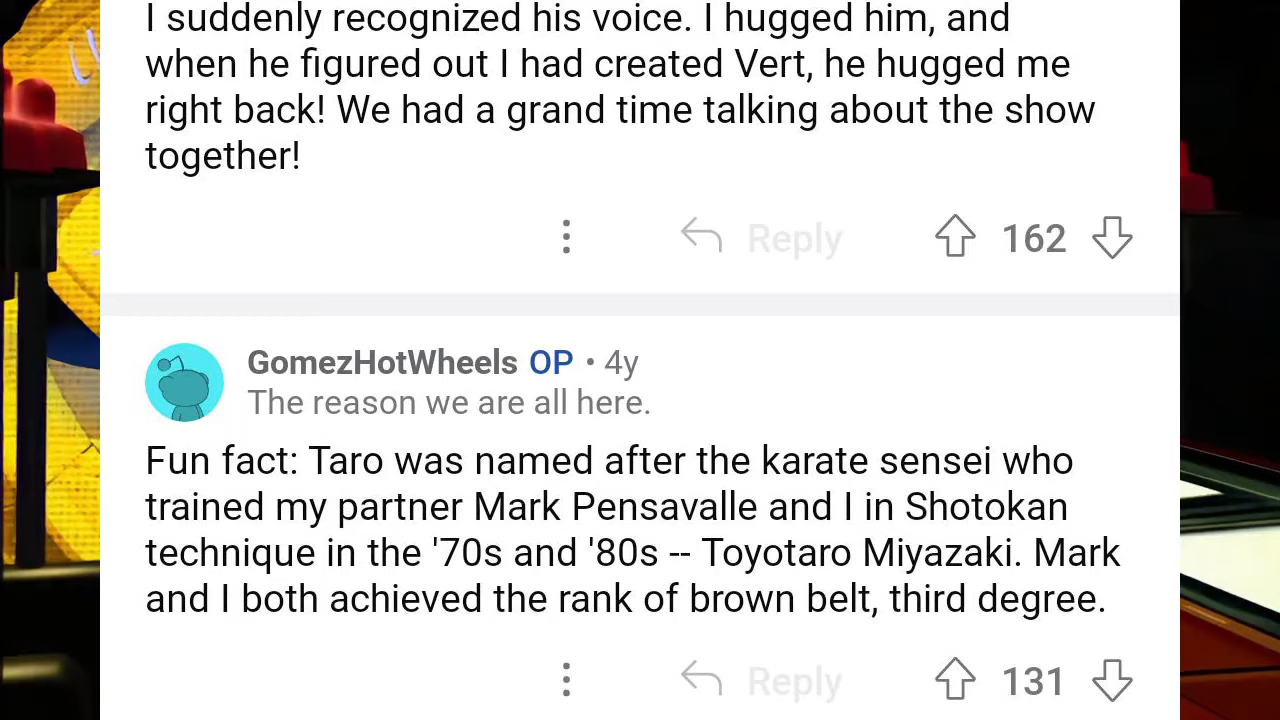 I suddenly recognized his voice. I hugged him, and
when he figured out I had created Vert, he hugged me
right back! We had a grand time talking about the show
together!
Reply 162
GomezHotWheels OP • 4y
The reason we are all here.
Fun fact: Taro was named after the karate sensei who
trained my partner Mark Pensavalle and I in Shotokan
technique in the '70s and '80s -- Toyotaro Miyazaki. Mark
and I both achieved the rank of brown belt, third degree.
Reply 131